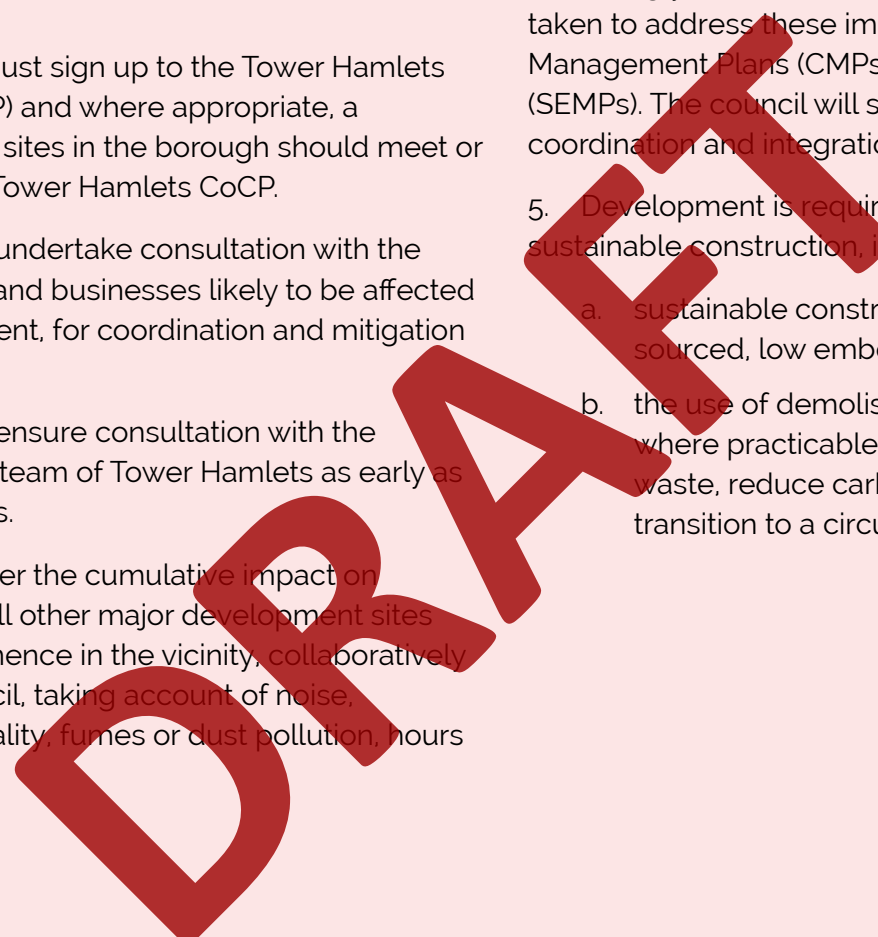 ust sign up to the Tower Hamlets
P) and where appropriate, a
sites in the borough should meet or
Tower Hamlets CoCP.
undertake consultation with the
and businesses likely to be affected
ent, for coordination and mitigation
ensure consultation with the
team of Tower Hamlets as early as
s.
er the cumulative impact on
ll other major development sites
nence in the vicinity, collaboratively
cil, taking account of noise,
ality, fumes or dust pollution, hours
taken to address these im
Management Plans (CMPs
(SEMPs). The council will s
coordination and integratio
5. Development is requir
sustainable construction, i
a. sustainable constr
sourced, low embo
b. the use of demolis
where practicable
waste, reduce carb
transition to a circu
DRAFT